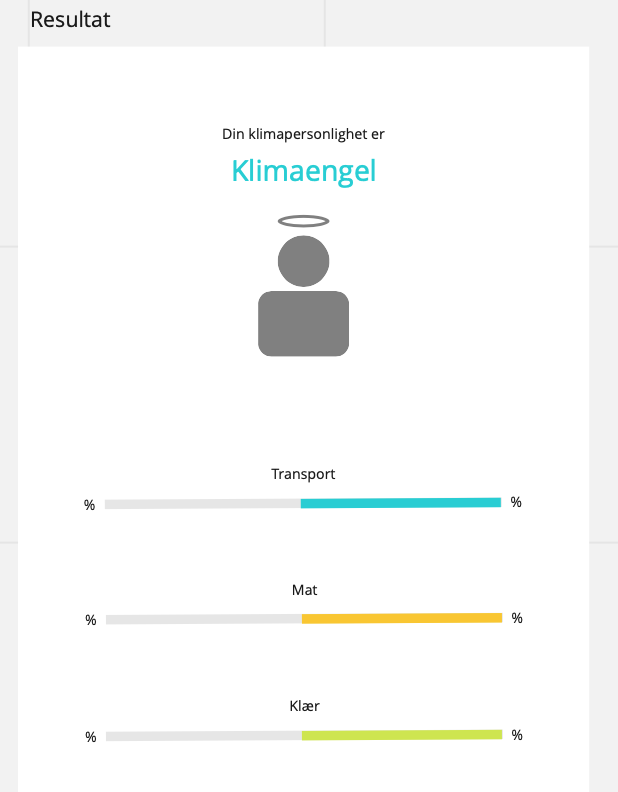 Resultat
Din klimapersonlighet er
Klimaengel
Transport
% %
Mat
% %
Klær
% %